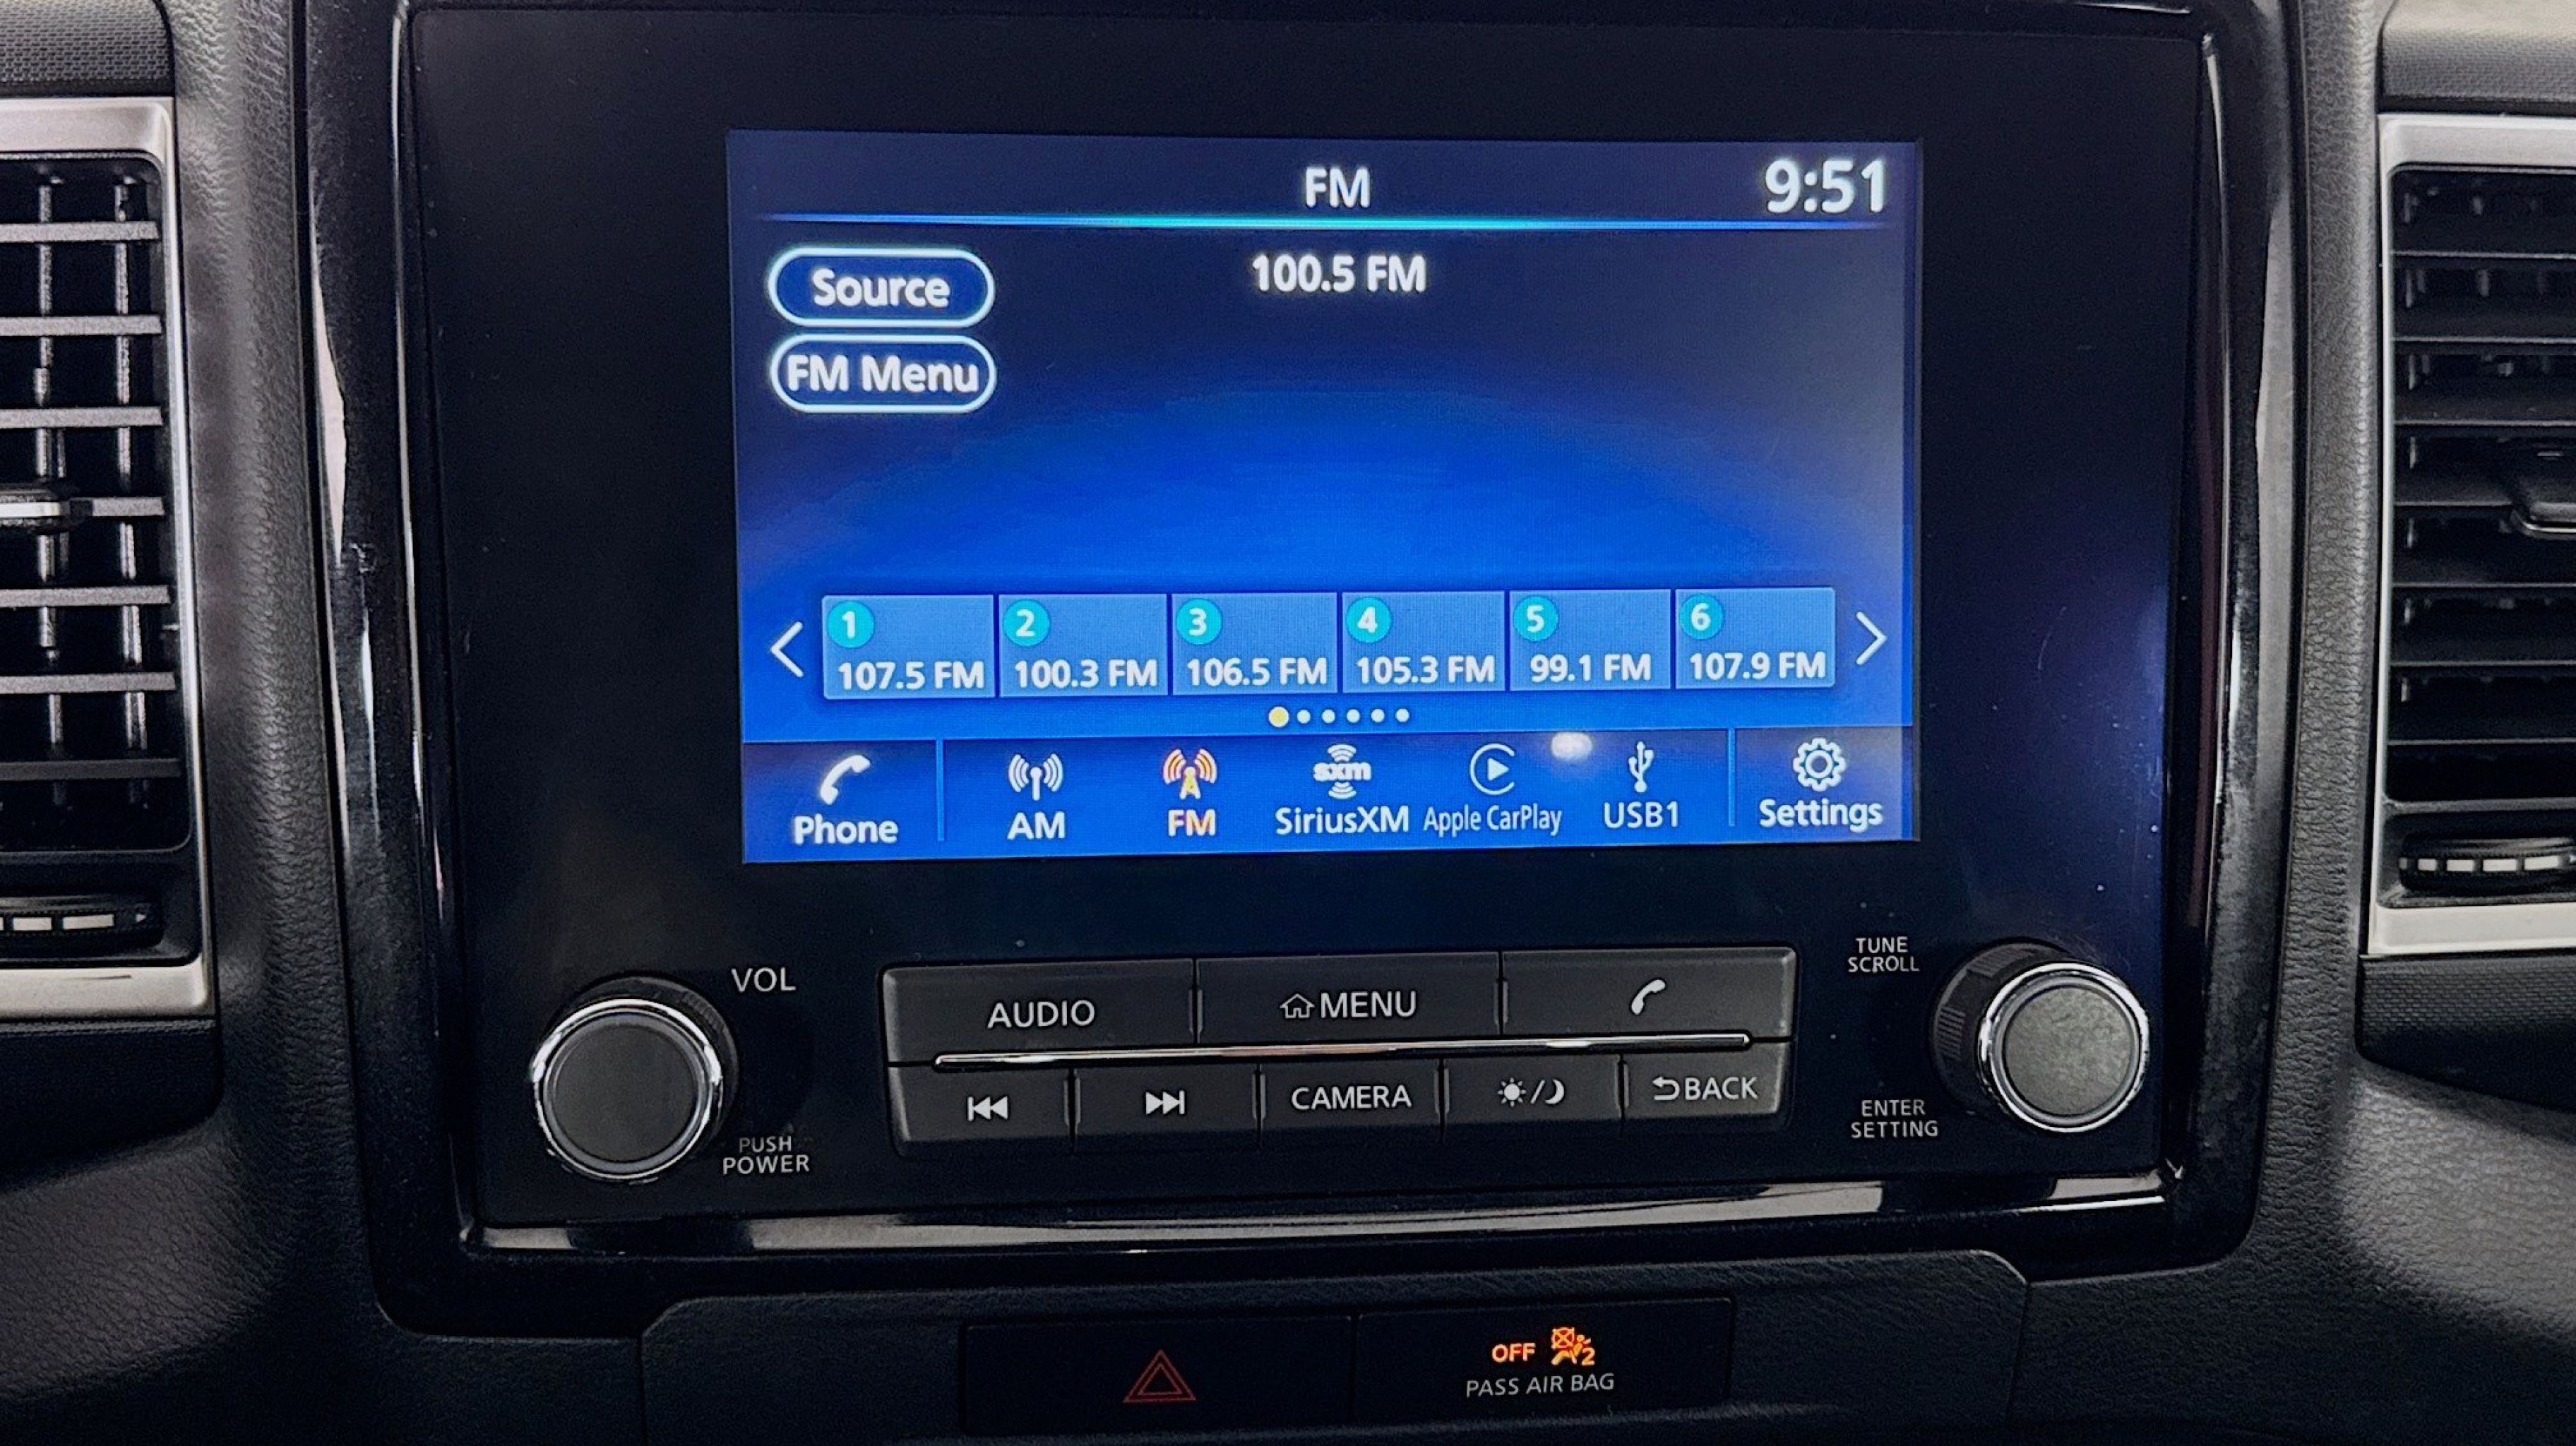 FM
9:51
Source
100.5 FM
FM Menu
1 2 3 4 5 6
107.5 FM 100.3 FM 106.5 FM 105.3 FM 99.1 FM 107.9 FM
sxm
Phone AM FM SiriusXM Apple CarPlay USB1 Settings
VOL
TUNE
SCROLL
AUDIO MENU
CAMERA BACK
PUSH
POWER
ENTER
SETTING
OFF 2
PASS AIR BAG